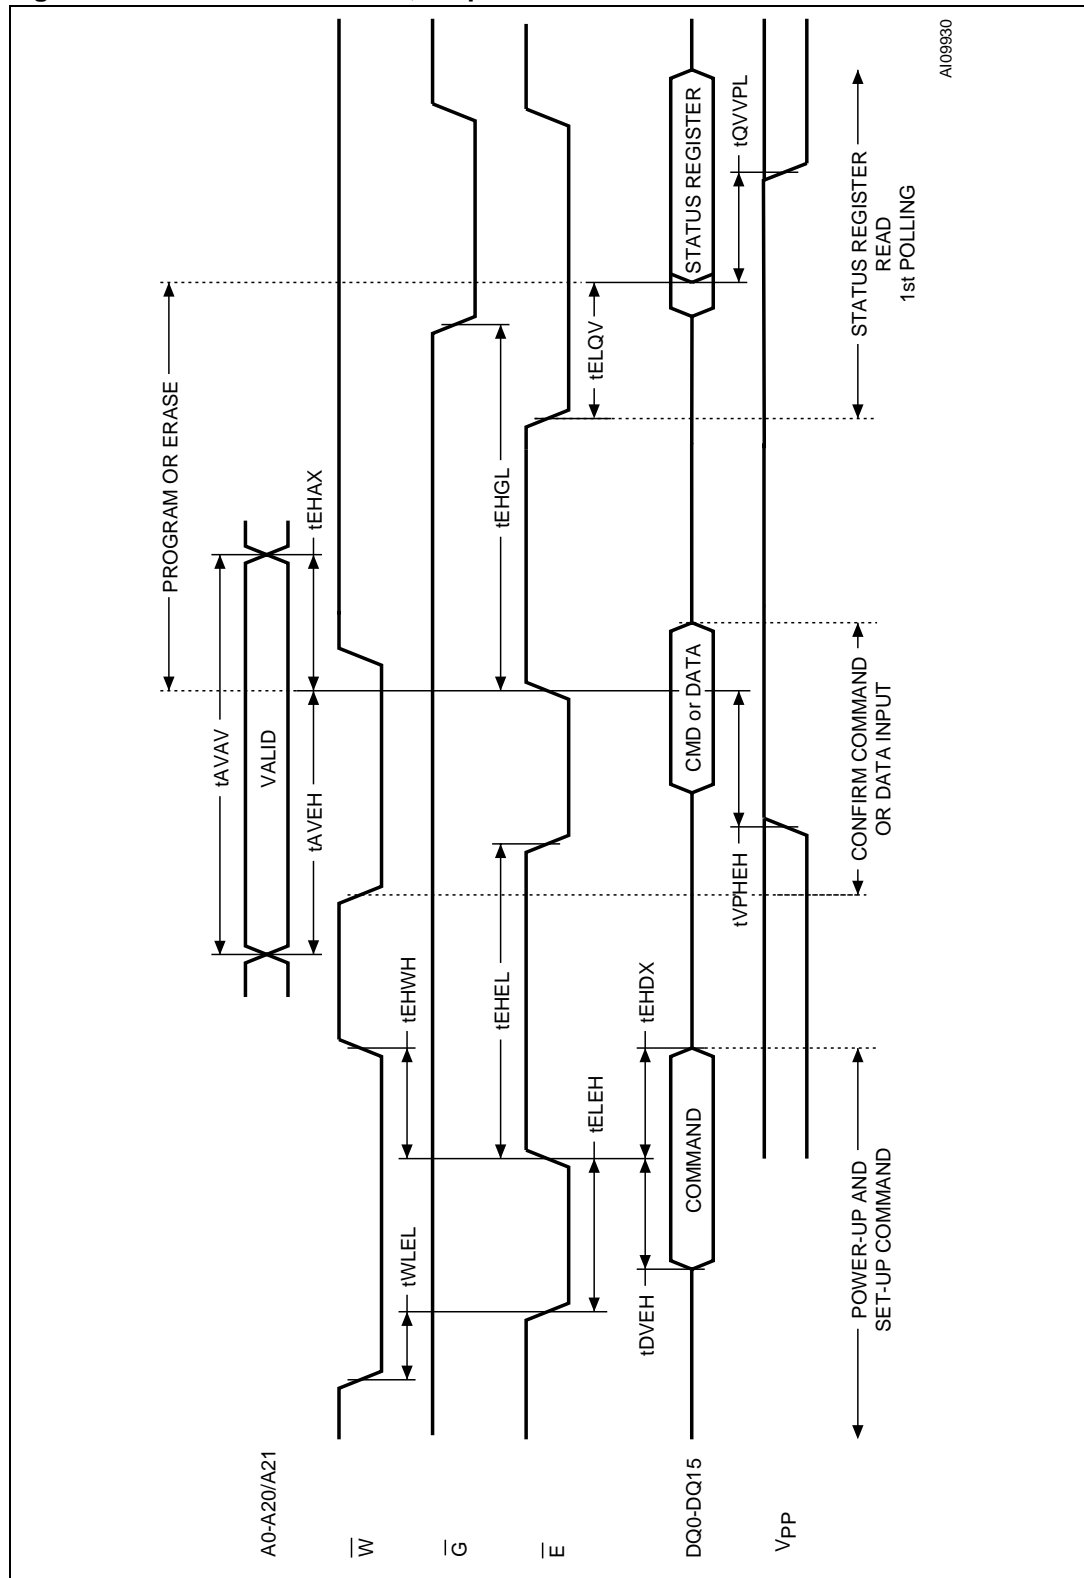 A0-A20/A21
VALID
tAVAV
tAVEH
tEHAX
PROGRAM OR ERASE
W
tWLEL
tEHWH
G
tEHEL
tEHGL
E
tELEH
tELQV
tDVEH
tEHDX
DQ0-DQ15
COMMAND
CMD or DATA
STATUS REGISTER
tVPHEH
tQVVPL
VPP
POWER-UP AND
SET-UP COMMAND
CONFIRM COMMAND
OR DATA INPUT
STATUS REGISTER
READ
1st POLLING
AI09930